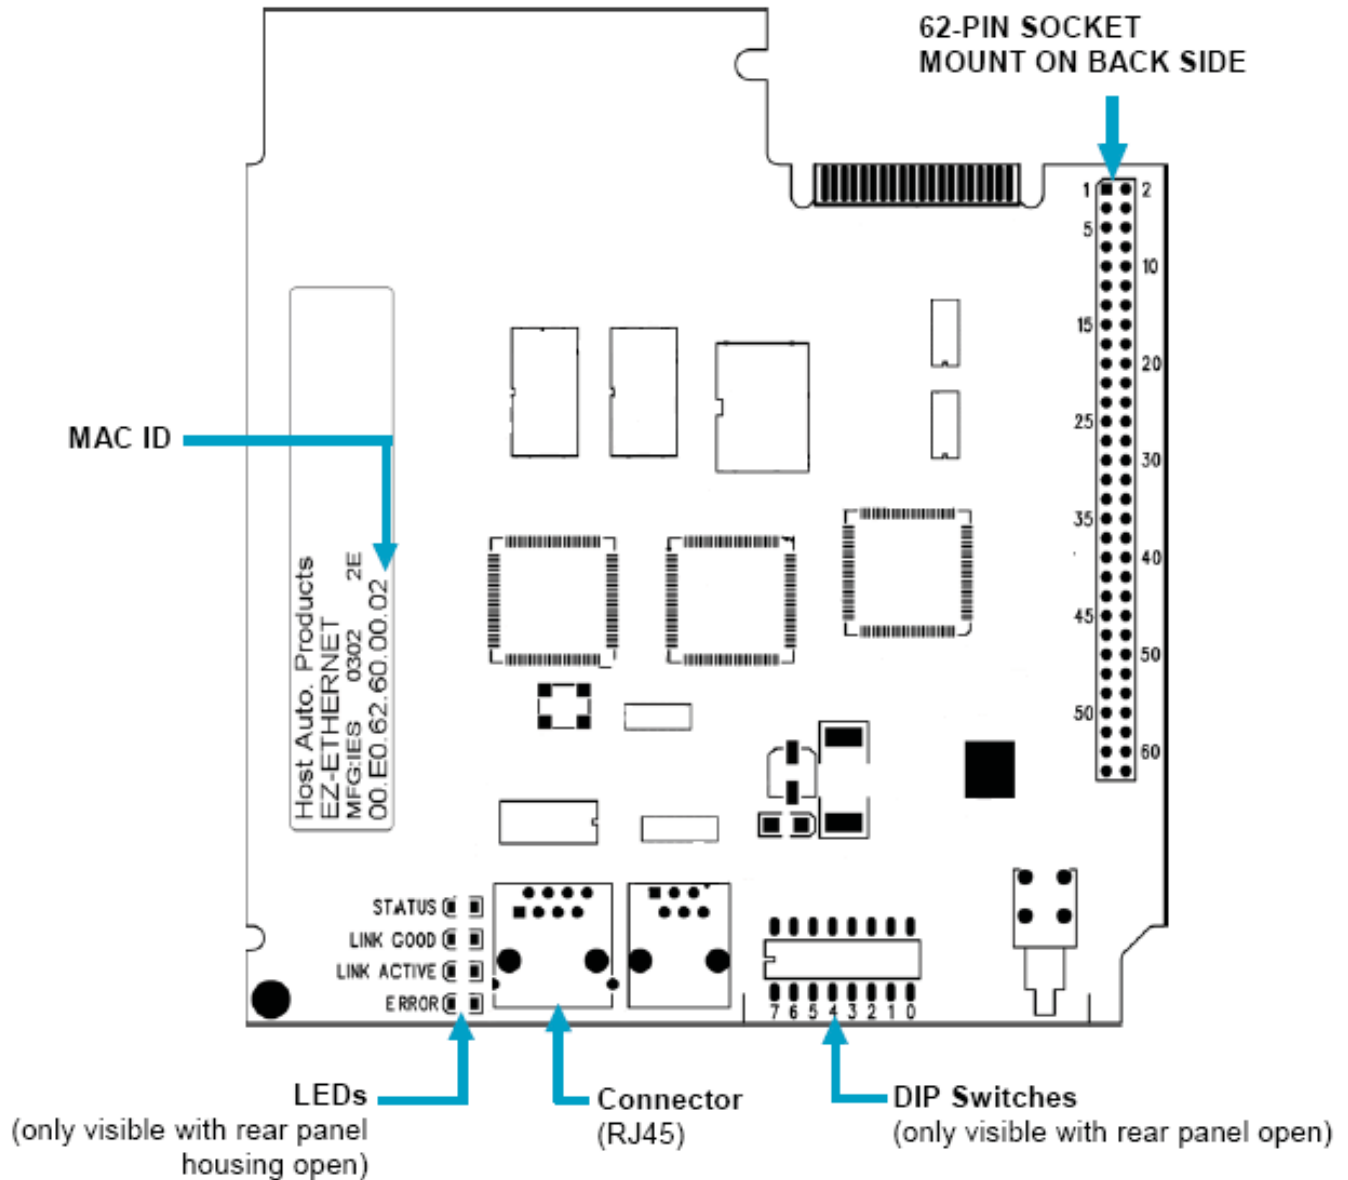 62-PIN SOCKET
MOUNT ON BACK SIDE
1
2
5
10
15
20
25
30
35
40
45
50
50
60
MAC ID
Host Auto. Products
EZ-ETHERNET
MFG:IES 0302 2E
00.E0.62.60.00.02
STATUS
LINK GOOD
LINK ACTIVE
ERROR
7 6 5 4 3 2 1 0
LEDs
(only visible with rear panel
housing open)
Connector
(RJ45)
DIP Switches
(only visible with rear panel open)